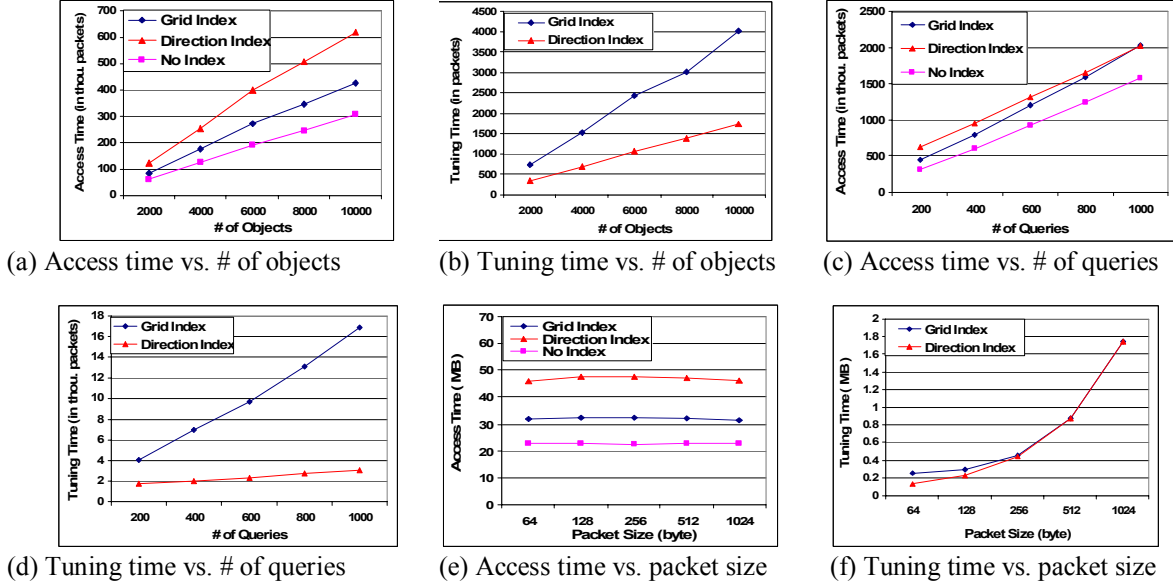 700
600
500
400
300
200
100
0
Access Time (in thou. packets)
Grid Index
Direction Index
No Index
2000 4000 6000 8000 10000
# of Objects
(a) Access time vs. # of objects
4500
4000
3500
3000
2500
2000
1500
1000
500
0
Tuning Time (in packets)
Grid Index
Direction Index
2000 4000 6000 8000 10000
# of Objects
(b) Tuning time vs. # of objects
2500
2000
1500
1000
500
0
Access Time (in thou. packets)
Grid Index
Direction Index
No Index
200 400 600 800 1000
# of Queries
(c) Access time vs. # of queries
18
16
14
12
10
8
6
4
2
0
Tuning Time (in thou. packets)
Grid Index
Direction Index
200 400 600 800 1000
# of Queries
(d) Tuning time vs. # of queries
70
60
50
40
30
20
10
0
Access Time ( MB)
Grid Index
Direction Index
No Index
64 128 256 512 1024
Packet Size (byte)
(e) Access time vs. packet size
2
1.8
1.6
1.4
1.2
1
0.8
0.6
0.4
0.2
0
Tuning Time ( MB)
Grid Index
Direction Index
64 128 256 512 1024
Packet Size (byte)
(f) Tuning time vs. packet size